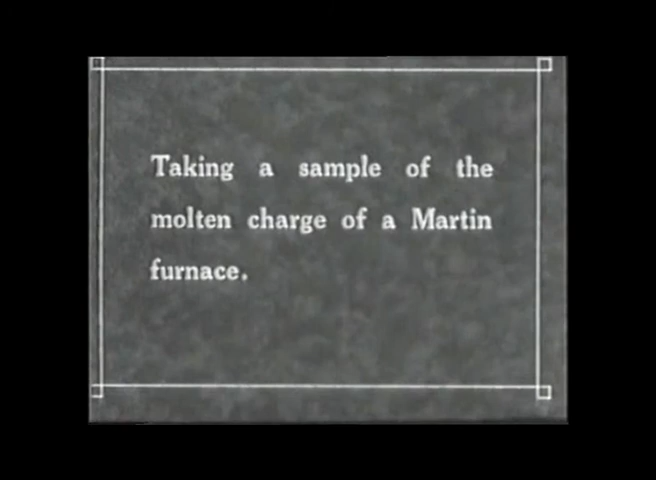 Taking a sample of the
molten charge of a Martin
furnace.